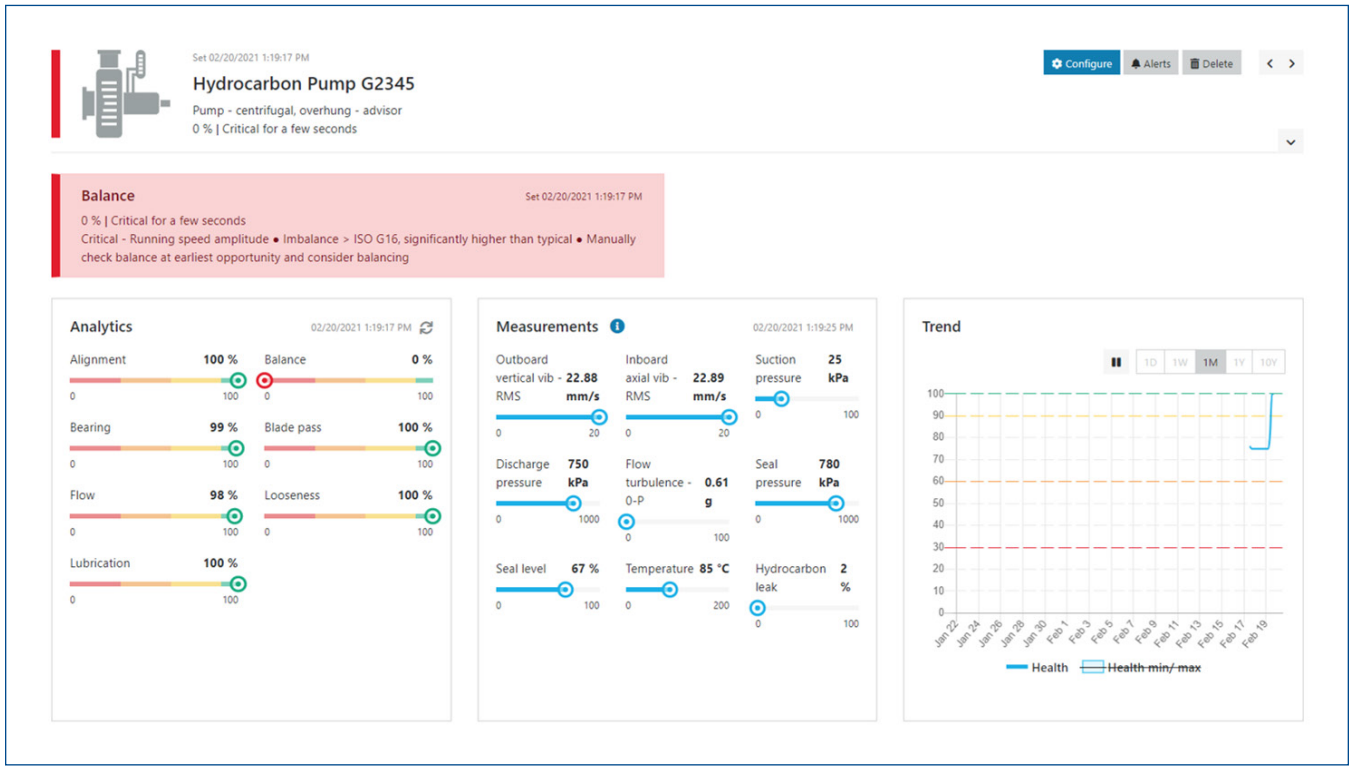 Set 02/20/2021 1:19:17 PM
Hydrocarbon Pump G2345
Pump - centrifugal, overhung - advisor
0 % | Critical for a few seconds
Configure
Alerts
Delete
Balance
Set 02/20/2021 1:19:17 PM
0 % | Critical for a few seconds
Critical - Running speed amplitude ● Imbalance > ISO G16, significantly higher than typical ● Manually
check balance at earliest opportunity and consider balancing
Analytics
02/20/2021 1:19:17 PM
Alignment 100 %
0 100
Balance 0 %
0 100
Bearing 99 %
0 100
Blade pass 100 %
0 100
Flow 98 %
0 100
Looseness 100 %
0 100
Lubrication 100 %
0 100
Measurements
02/20/2021 1:19:25 PM
Outboard
vertical vib - 22.88
RMS mm/s
0 20
Inboard
axial vib - 22.89
RMS mm/s
0 20
Suction 25
pressure kPa
0 100
Discharge 750
pressure kPa
0 1000
Flow
turbulence - 0.61
0-P g
0 100
Seal 780
pressure kPa
0 1000
Seal level 67 %
0 100
Temperature 85 °C
0 200
Hydrocarbon 2
leak %
0 100
Trend
1D 1W 1M 1Y 10Y
100
90
80
70
60
50
40
30
20
10
0
Jan 22 Jan 24 Jan 26 Jan 28 Jan 30 Feb 1 Feb 3 Feb 5 Feb 7 Feb 9 Feb 11 Feb 13 Feb 15 Feb 17 Feb 19
Health
Health min/ max